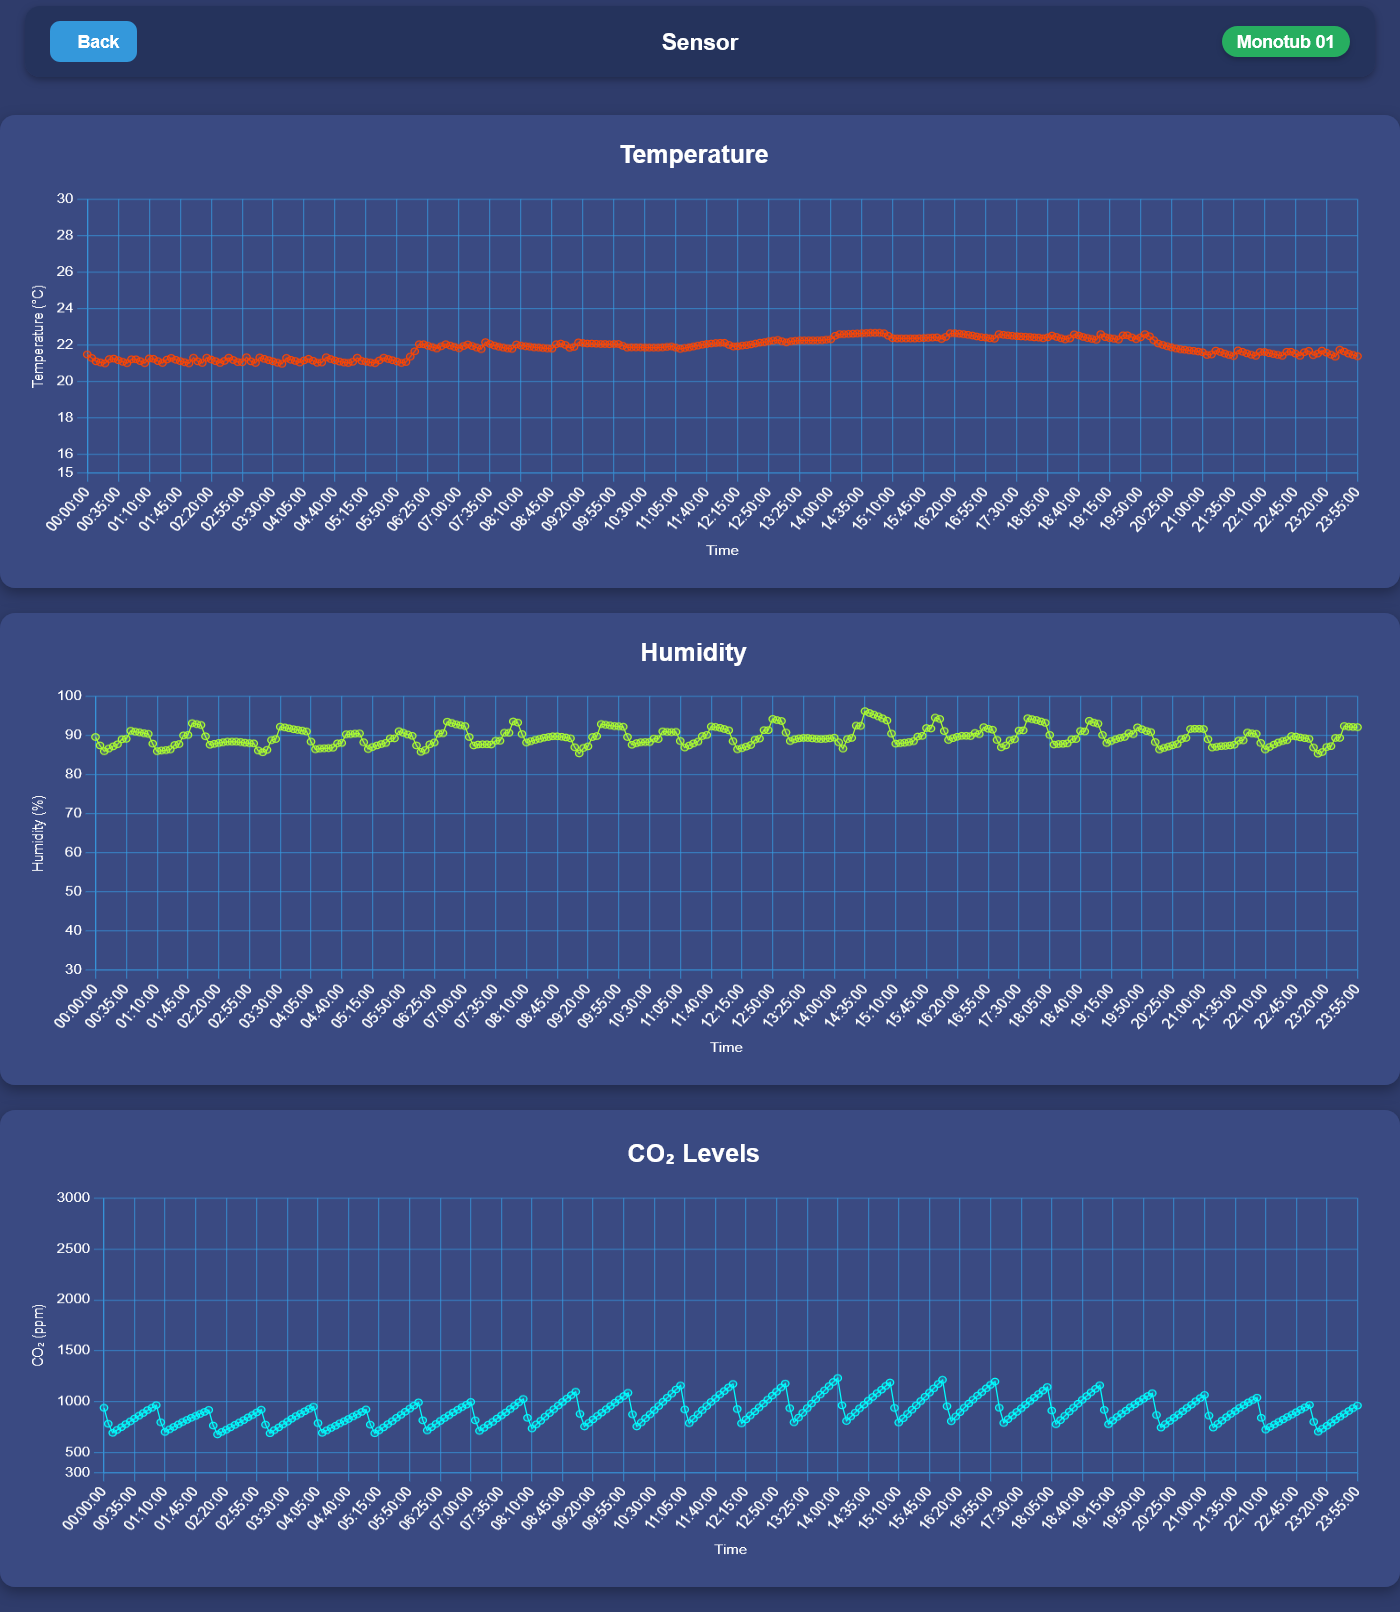 Back
Sensor
Monotub 01
Temperature
30
28
26
24
22
20
18
16
15
Temperature (°C)
00:00:00 00:35:00 01:10:00 01:45:00 02:20:00 02:55:00 03:30:00 04:05:00 04:40:00 05:15:00 05:50:00 06:25:00 07:00:00 07:35:00 08:10:00 08:45:00 09:20:00 09:55:00 10:30:00 11:05:00 11:40:00 12:15:00 12:50:00 13:25:00 14:00:00 14:35:00 15:10:00 15:45:00 16:20:00 16:55:00 17:30:00 18:05:00 18:40:00 19:15:00 19:50:00 20:25:00 21:00:00 21:35:00 22:10:00 22:45:00 23:20:00 23:55:00
Time
Humidity
100
90
80
70
60
50
40
30
Humidity (%)
00:00:00 00:35:00 01:10:00 01:45:00 02:20:00 02:55:00 03:30:00 04:05:00 04:40:00 05:15:00 05:50:00 06:25:00 07:00:00 07:35:00 08:10:00 08:45:00 09:20:00 09:55:00 10:30:00 11:05:00 11:40:00 12:15:00 12:50:00 13:25:00 14:00:00 14:35:00 15:10:00 15:45:00 16:20:00 16:55:00 17:30:00 18:05:00 18:40:00 19:15:00 19:50:00 20:25:00 21:00:00 21:35:00 22:10:00 22:45:00 23:20:00 23:55:00
Time
CO₂ Levels
3000
2500
2000
1500
1000
500
300
CO₂ (ppm)
00:00:00 00:35:00 01:10:00 01:45:00 02:20:00 02:55:00 03:30:00 04:05:00 04:40:00 05:15:00 05:50:00 06:25:00 07:00:00 07:35:00 08:10:00 08:45:00 09:20:00 09:55:00 10:30:00 11:05:00 11:40:00 12:15:00 12:50:00 13:25:00 14:00:00 14:35:00 15:10:00 15:45:00 16:20:00 16:55:00 17:30:00 18:05:00 18:40:00 19:15:00 19:50:00 20:25:00 21:00:00 21:35:00 22:10:00 22:45:00 23:20:00 23:55:00
Time